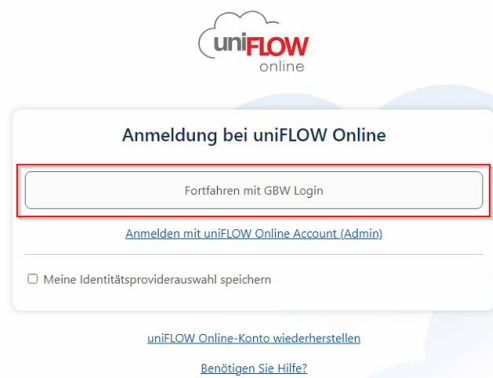 uniFLOW
online
Anmeldung bei uniFLOW Online
Fortfahren mit GBW Login
Anmelden mit uniFLOW Online Account (Admin)
Meine Identitätsproviderauswahl speichern
uniFLOW Online-Konto wiederherstellen
Benötigen Sie Hilfe?